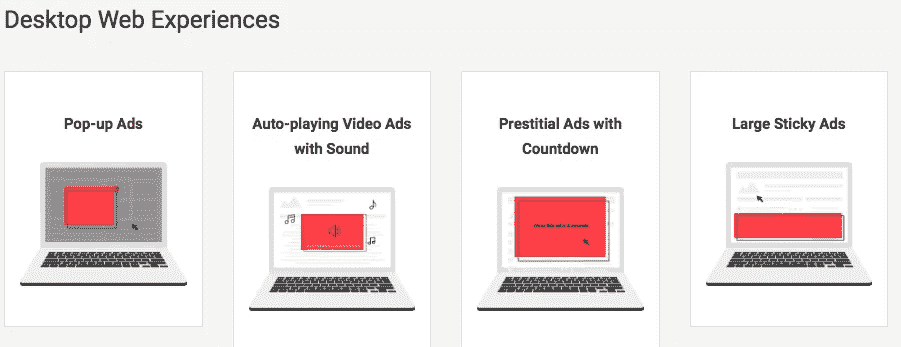 Desktop Web Experiences
Pop-up Ads
Auto-playing Video Ads
with Sound
Prestitial Ads with
Countdown
Large Sticky Ads